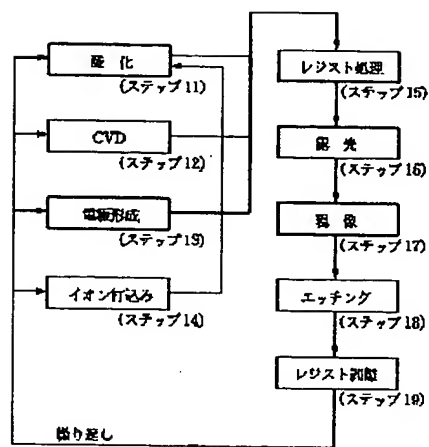 酸化
(ステップ11)
CVD
(ステップ12)
電極形成
(ステップ13)
イオン打込み
(ステップ14)
レジスト処理
(ステップ15)
露光
(ステップ16)
現像
(ステップ17)
エッチング
(ステップ18)
レジスト剥離
(ステップ19)
繰り返し